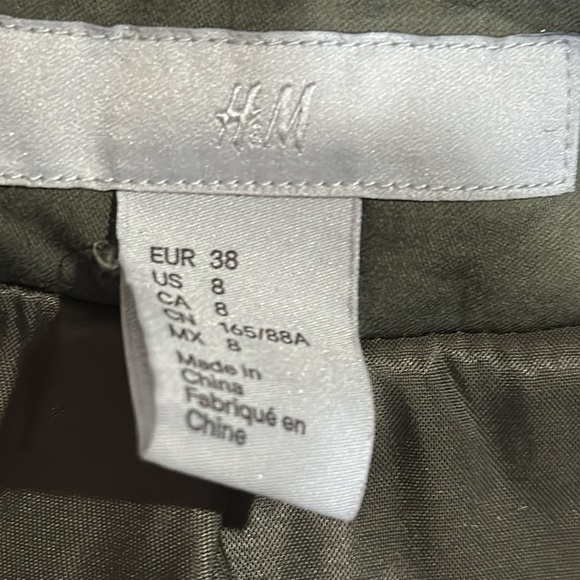 H&M
EUR 38
US 8
CA 8
CN 165/88A
MX 8
Made in
China
Fabriqué en
Chine